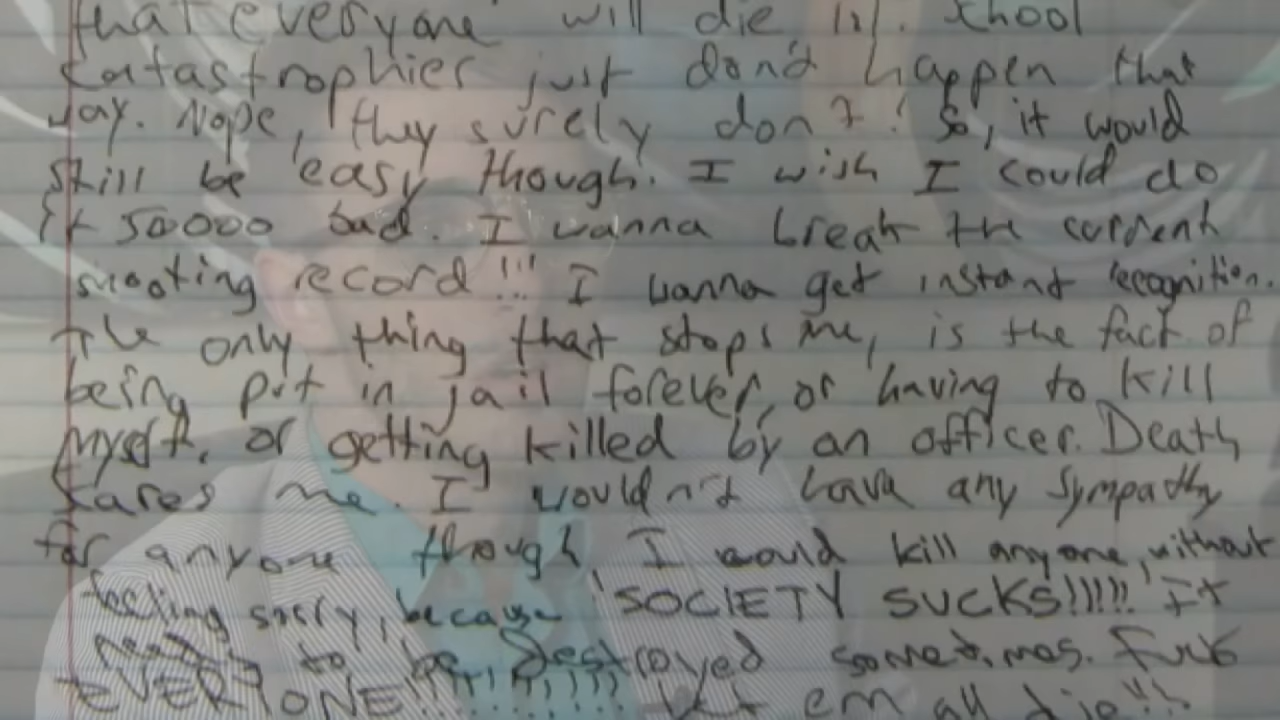 that everyone will die lil. school
catastrophies just don't happen that
way. Nope, they surely don't! So, it would
still be easy though. I wish I could do
it 50000 bad. I wanna break the current
shooting record!!! I wanna get instant recognition.
The only thing that stops me, is the fact of
being put in jail forever, or having to kill
myself, or getting killed by an officer. Death
scares me. I wouldn't have any sympathy
for anyone though I would kill anyone, without
feeling sorry, because SOCIETY SUCKS!!!!! It
needs to be destroyed sometimes. Fuck
EVERYONE!!!!!!!!!!! Let em all die!!!